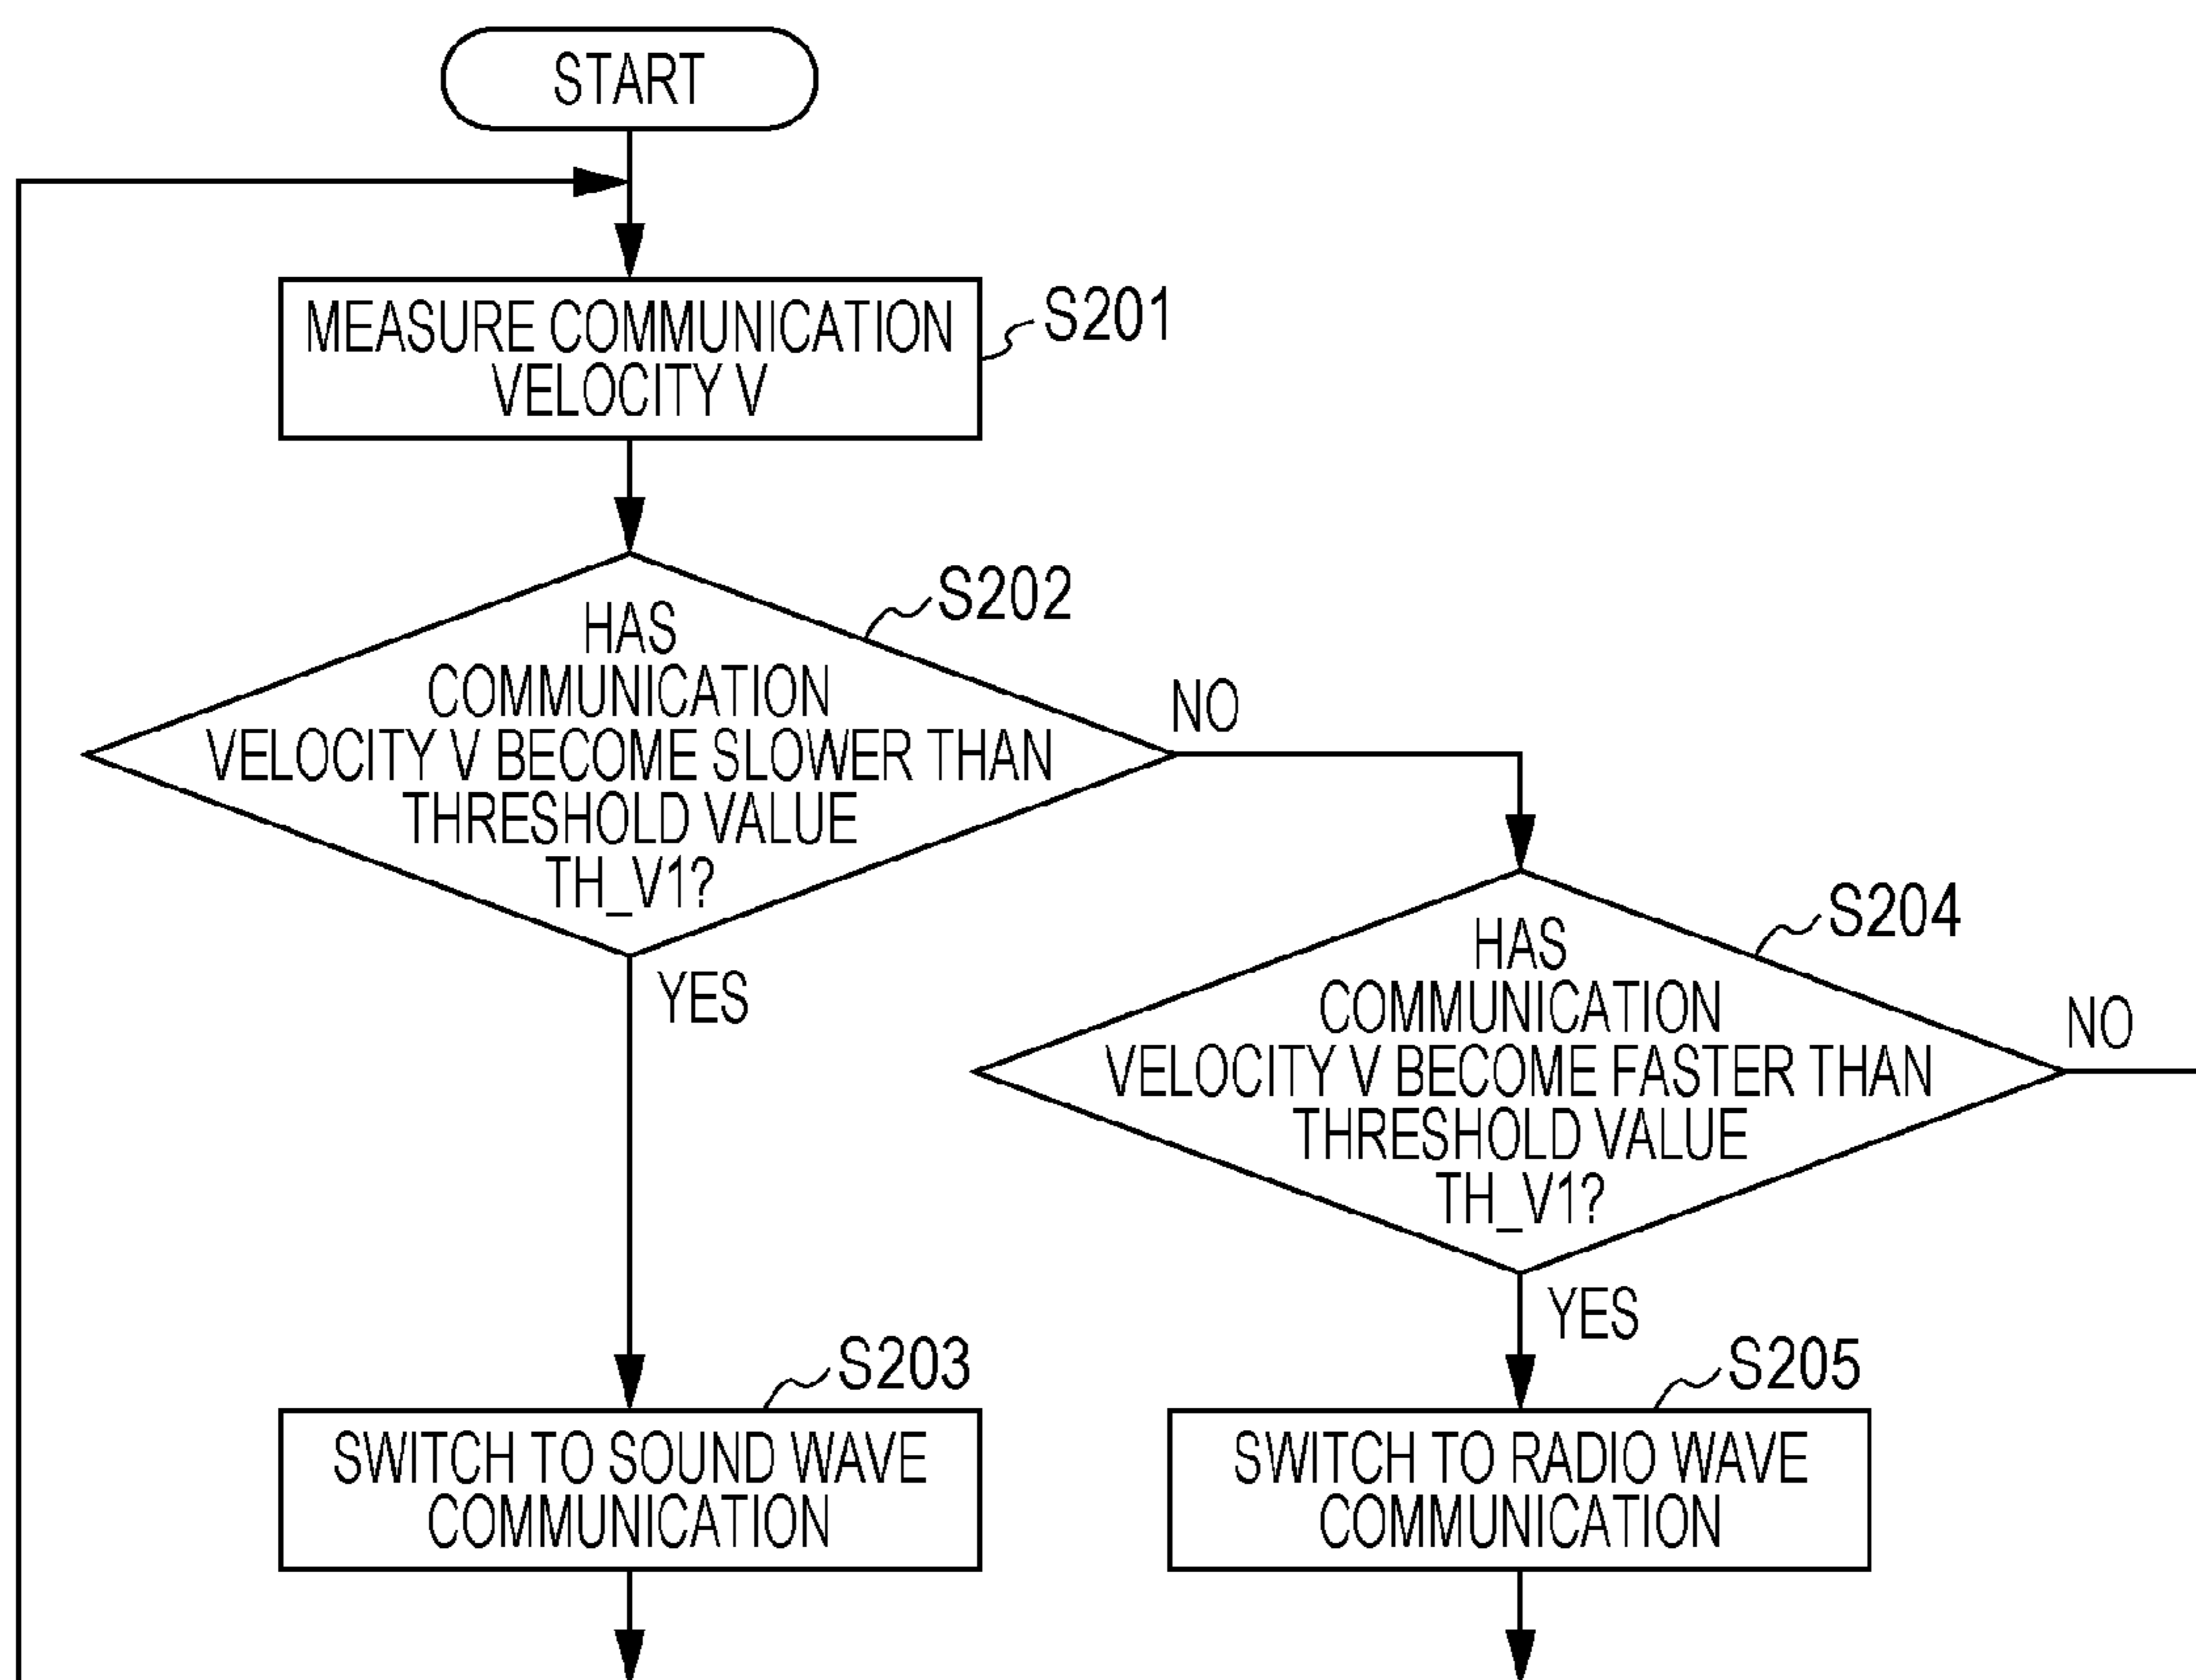 START
MEASURE COMMUNICATION
VELOCITY V
S201
HAS
COMMUNICATION
VELOCITY V BECOME SLOWER THAN
THRESHOLD VALUE
TH_V1?
S202
NO
YES
HAS
COMMUNICATION
VELOCITY V BECOME FASTER THAN
THRESHOLD VALUE
TH_V1?
S204
NO
YES
S203
SWITCH TO SOUND WAVE
COMMUNICATION
S205
SWITCH TO RADIO WAVE
COMMUNICATION